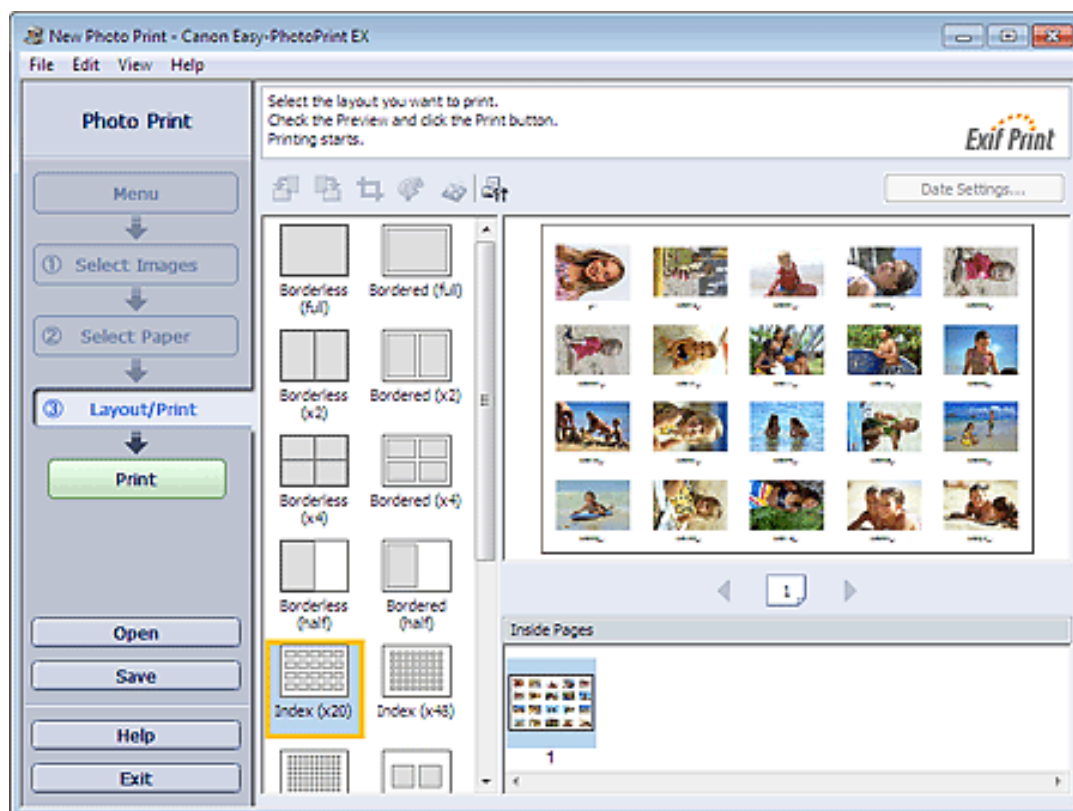 New Photo Print - Canon Easy-PhotoPrint EX
File Edit View Help
Photo Print
Select the layout you want to print.
Check the Preview and click the Print button.
Printing starts.
Exif Print
Date Settings...
Menu
① Select Images
② Select Paper
③ Layout/Print
Print
Open
Save
Help
Exit
Borderless
(full)
Bordered (full)
Borderless
(x2)
Bordered (x2)
Borderless
(x4)
Bordered (x4)
Borderless
(half)
Bordered
(half)
Index (x20)
Index (x48)
1
Inside Pages
1